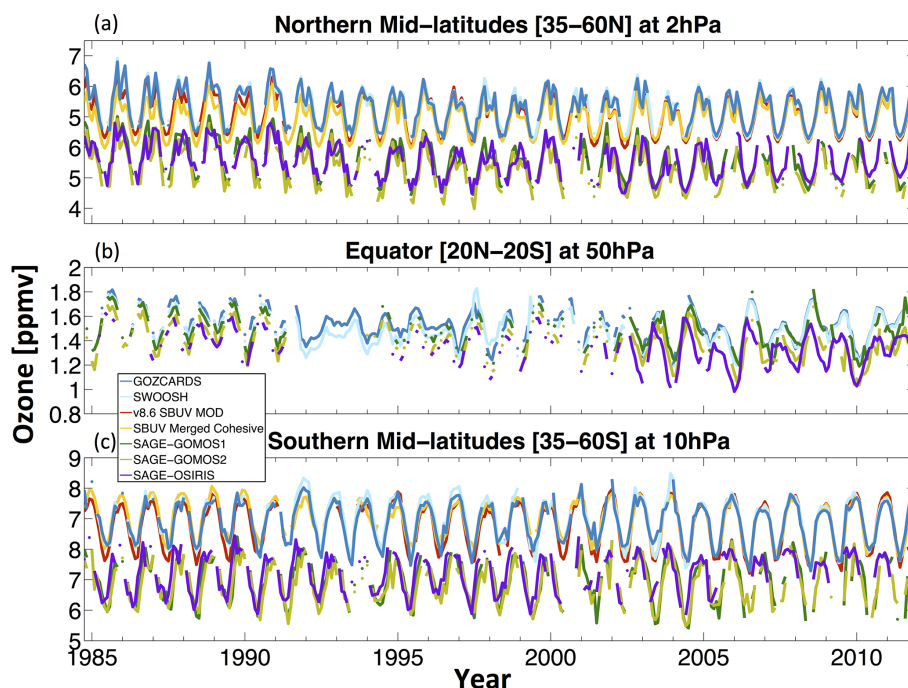 (a) Northern Mid-latitudes [35-60N] at 2hPa
7
6
5
6
5
4
(b) Equator [20N-20S] at 50hPa
2
1.8
1.6
1.4
1.2
1
0.8
Ozone [ppmv]
GOZCARDS
SWOOSH
v8.6 SBUV MOD
SBUV Merged Cohesive
SAGE-GOMOS1
SAGE-GOMOS2
SAGE-OSIRIS
(c) Southern Mid-latitudes [35-60S] at 10hPa
9
8
7
8
7
6
5
1985 1990 1995 2000 2005 2010
Year